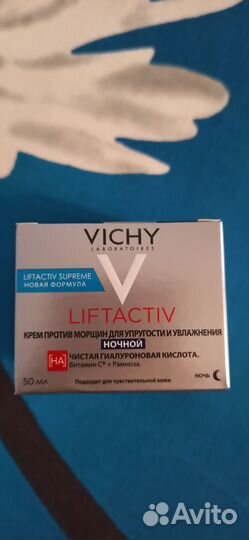 VICHY
LABORATOIRES
LIFTACTIV SUPREME
НОВАЯ ФОРМУЛА
LIFTACTIV
КРЕМ ПРОТИВ МОРЩИН ДЛЯ УПРУГОСТИ И УВЛАЖНЕНИЯ
НОЧНОЙ
[HA] ЧИСТАЯ ГИАЛУРОНОВАЯ КИСЛОТА.
Витамин C® + Рамноза.
50 МЛ
Подходит для чувствительной кожи
НОЧЬ
Avito